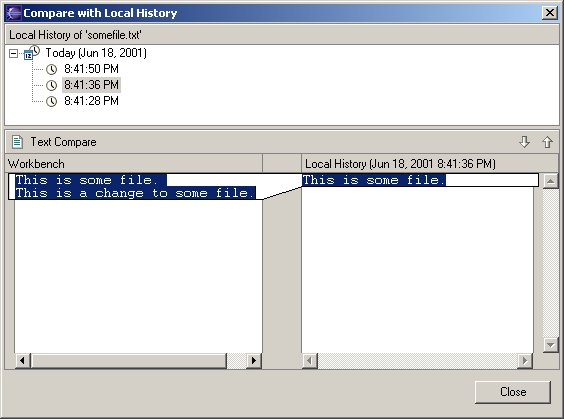 Compare with Local History
Local History of 'somefile.txt'
Today (Jun 18, 2001)
8:41:50 PM
8:41:36 PM
8:41:28 PM
Text Compare
Workbench
Local History (Jun 18, 2001 8:41:36 PM)
This is some file.
This is a change to some file.
This is some file.
Close